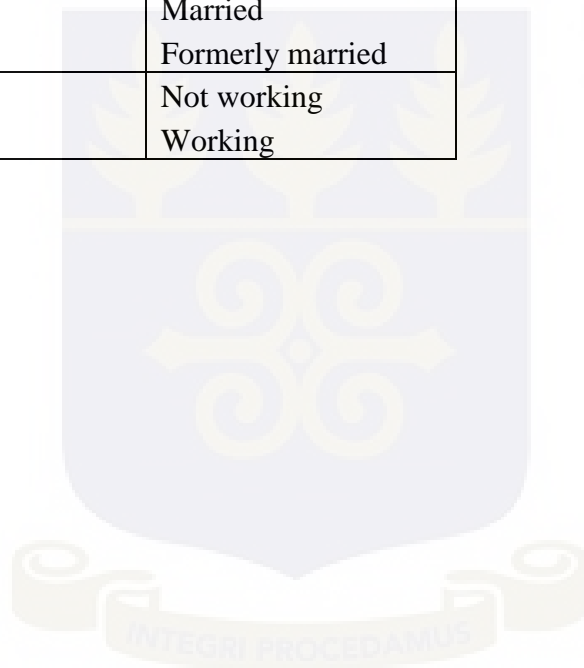 Married
Formerly married
Not working
Working
INTEGRI PROCEDAMUS